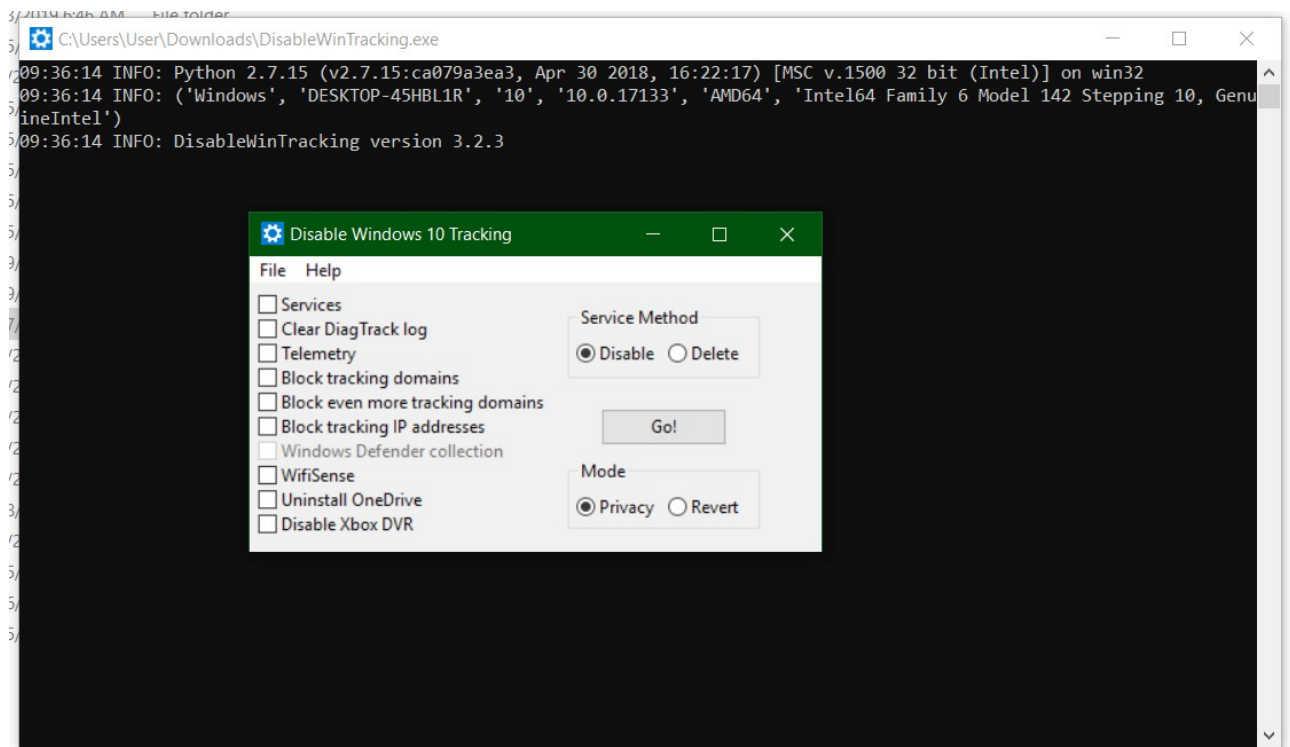 6:46 AM File folder
C:\Users\User\Downloads\DisableWinTracking.exe
09:36:14 INFO: Python 2.7.15 (v2.7.15:ca079a3ea3, Apr 30 2018, 16:22:17) [MSC v.1500 32 bit (Intel)] on win32
09:36:14 INFO: ('Windows', 'DESKTOP-45HBL1R', '10', '10.0.17133', 'AMD64', 'Intel64 Family 6 Model 142 Stepping 10, Genu
ineIntel')
09:36:14 INFO: DisableWinTracking version 3.2.3
Disable Windows 10 Tracking
File Help
Services
Clear DiagTrack log
Telemetry
Block tracking domains
Block even more tracking domains
Block tracking IP addresses
Windows Defender collection
WifiSense
Uninstall OneDrive
Disable Xbox DVR
Service Method
Disable Delete
Go!
Mode
Privacy Revert